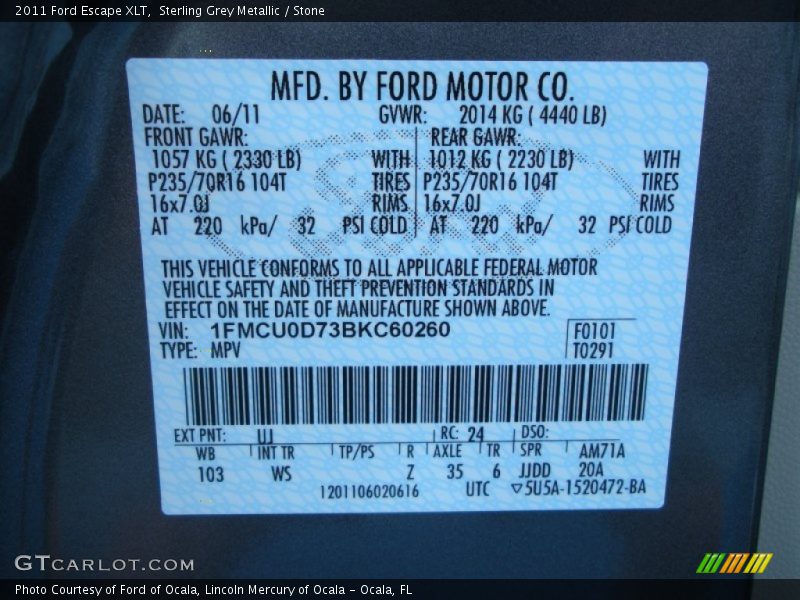 2011 Ford Escape XLT, Sterling Grey Metallic / Stone
MFD. BY FORD MOTOR CO.
DATE: 06/11 GVWR: 2014 KG ( 4440 LB)
FRONT GAWR: REAR GAWR:
1057 KG ( 2330 LB) WITH 1012 KG ( 2230 LB) WITH
P235/70R16 104T TIRES P235/70R16 104T TIRES
16x7.0J RIMS 16x7.0J RIMS
AT 220 kPa/ 32 PSI COLD AT 220 kPa/ 32 PSI COLD
THIS VEHICLE CONFORMS TO ALL APPLICABLE FEDERAL MOTOR
VEHICLE SAFETY AND THEFT PREVENTION STANDARDS IN
EFFECT ON THE DATE OF MANUFACTURE SHOWN ABOVE.
VIN: 1FMCU0D73BKC60260 F0101
TYPE: MPV T0291
EXT PNT: UJ RC: 24 DSO:
WB INT TR TP/PS R AXLE TR SPR AM71A
103 WS Z 35 6 JJDD 20A
1201106020616 UTC ▽5U5A-1520472-BA
GTCARLOT.COM
Photo Courtesy of Ford of Ocala, Lincoln Mercury of Ocala - Ocala, FL